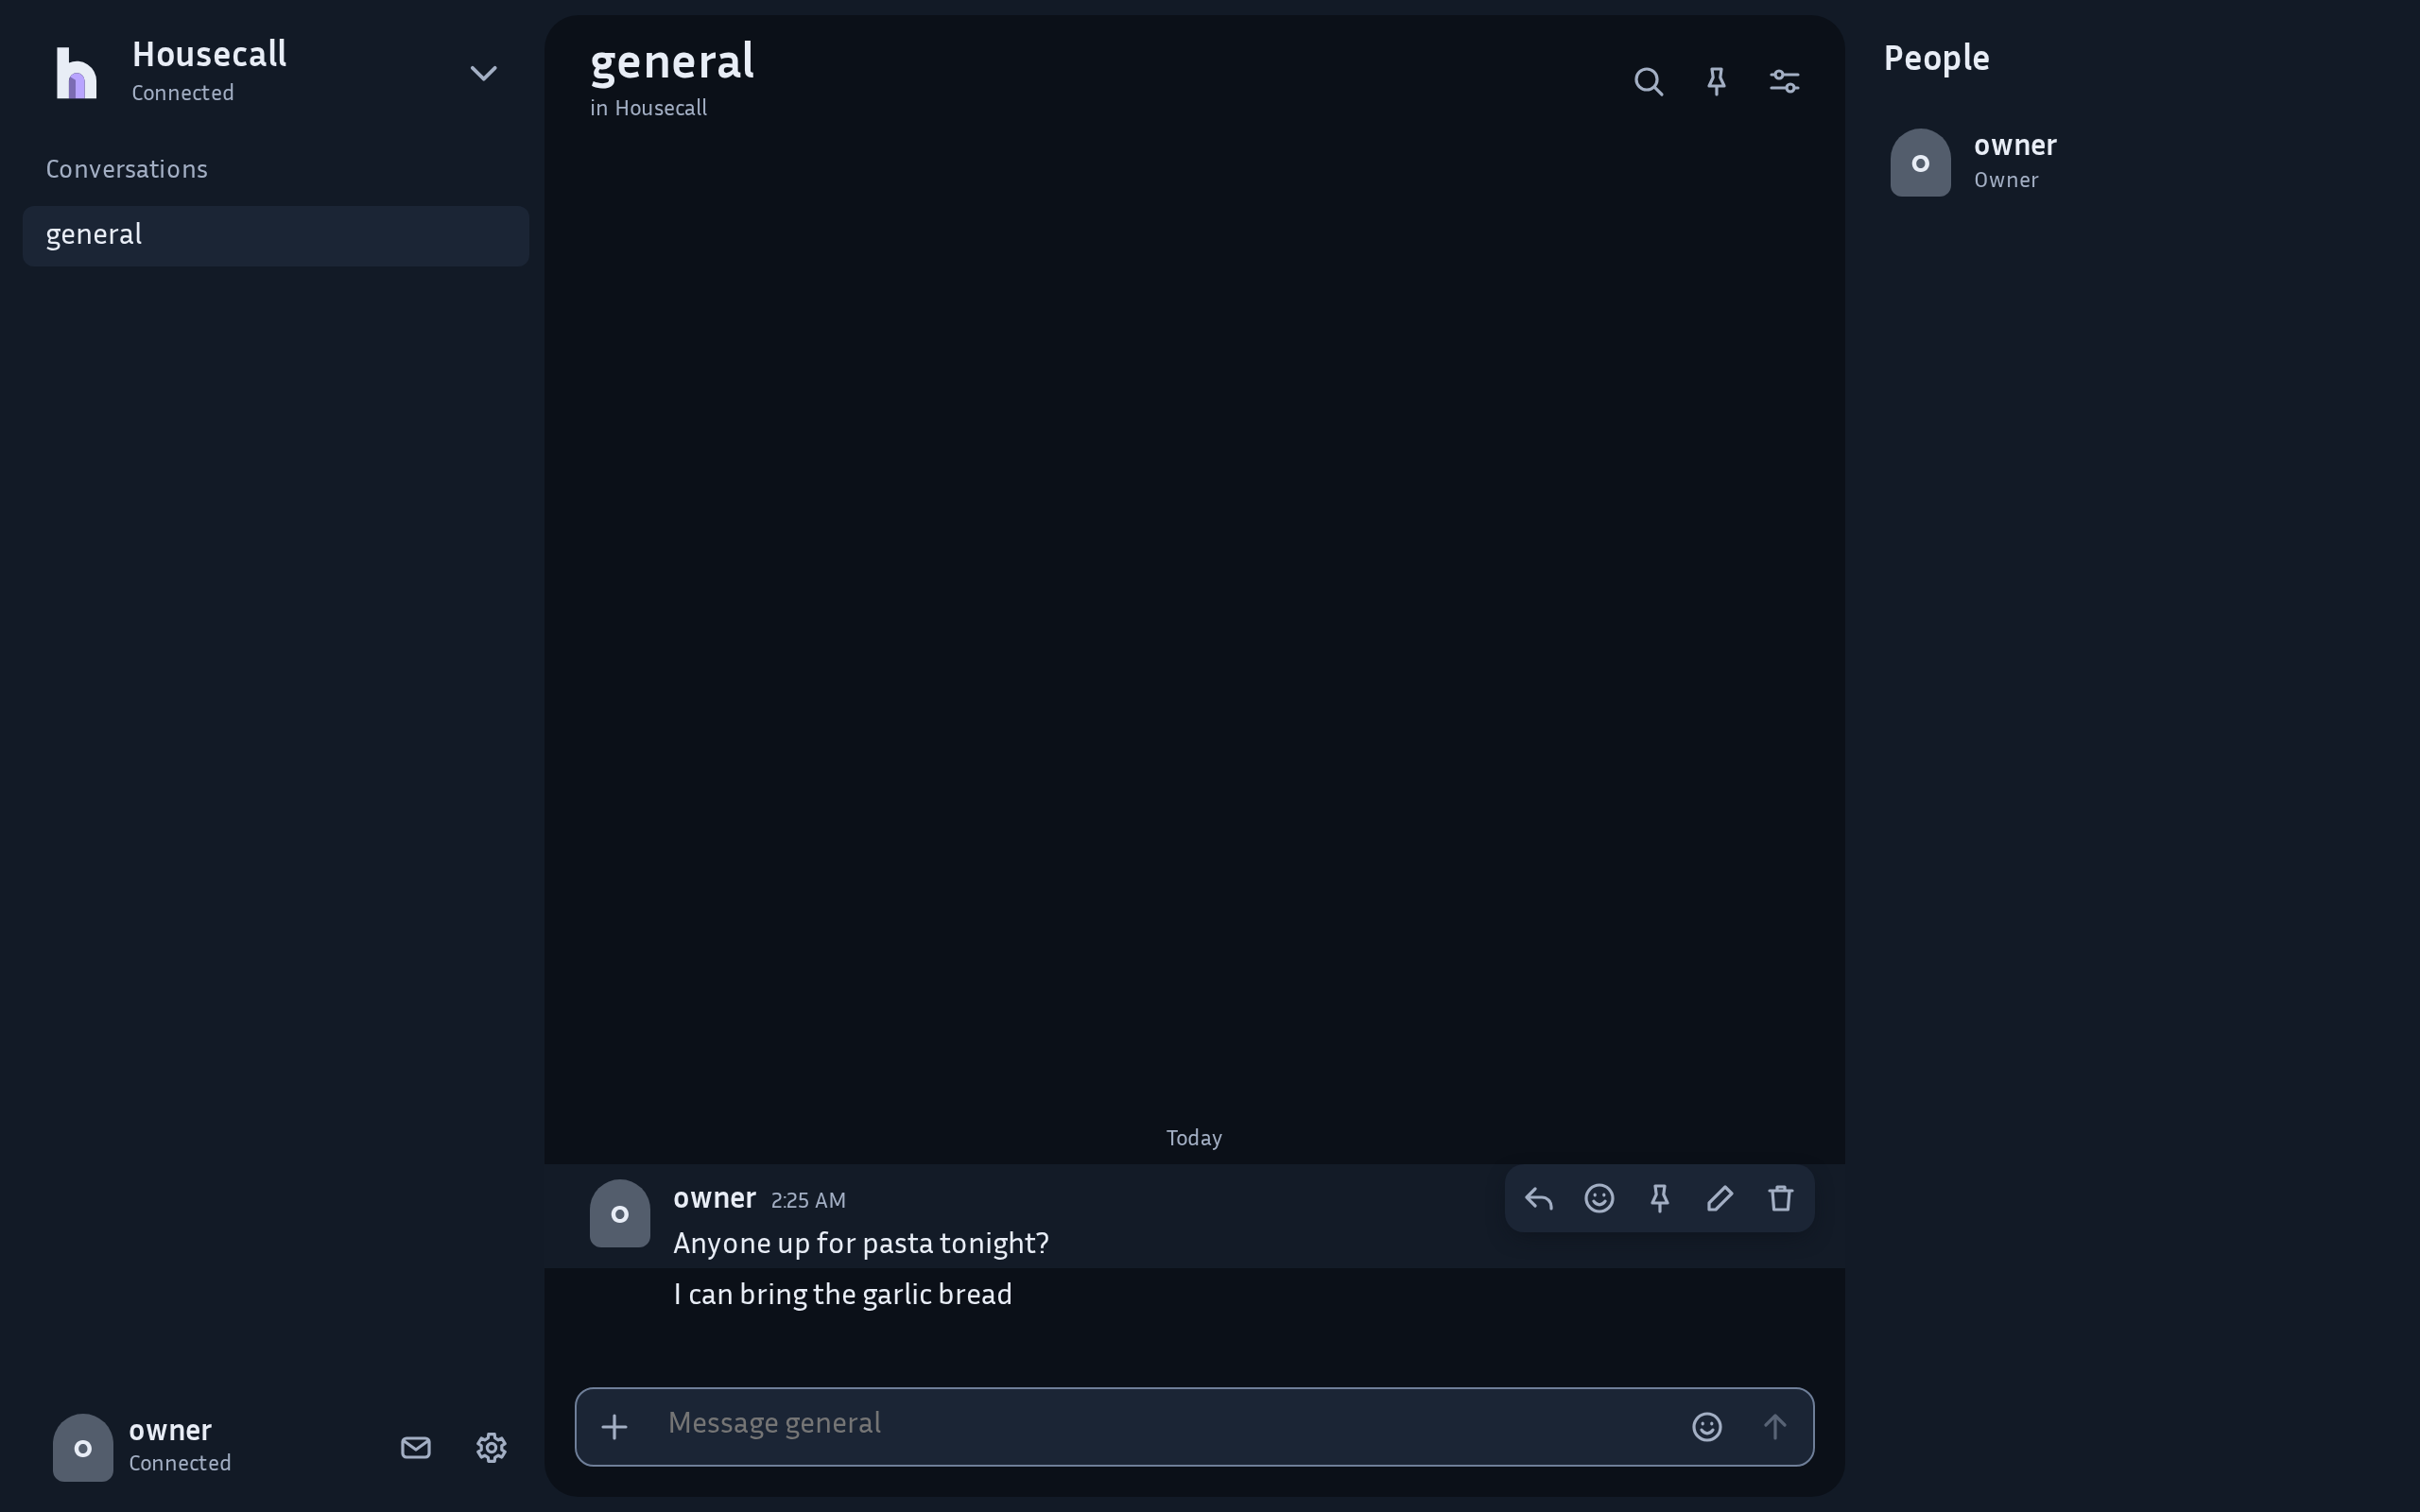 Housecall
Connected
Conversations
general
owner
Connected
general
in Housecall
Today
o
owner 2:25 AM
Anyone up for pasta tonight?
I can bring the garlic bread
Message general
People
o
owner
Owner
o